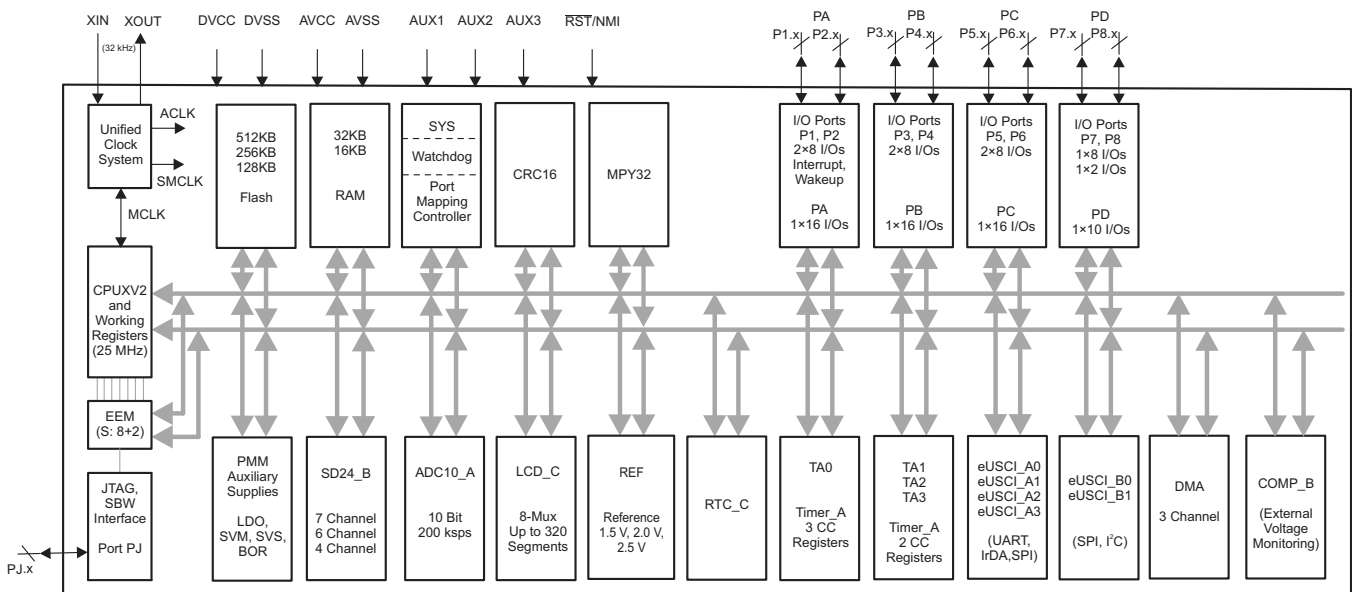 XIN
XOUT
(32 kHz)
DVCC
DVSS
AVCC
AVSS
AUX1
AUX2
AUX3
RST/NMI
PA
P1.x
P2.x
PB
P3.x
P4.x
PC
P5.x
P6.x
PD
P7.x
P8.x
Unified
Clock
System
ACLK
SMCLK
MCLK
512KB
256KB
128KB
Flash
32KB
16KB
RAM
SYS
Watchdog
Port
Mapping
Controller
CRC16
MPY32
I/O Ports
P1, P2
2×8 I/Os
Interrupt,
Wakeup
PA
1×16 I/Os
I/O Ports
P3, P4
2×8 I/Os
PB
1×16 I/Os
I/O Ports
P5, P6
2×8 I/Os
PC
1×16 I/Os
I/O Ports
P7, P8
1×8 I/Os
1×2 I/Os
PD
1×10 I/Os
CPUXV2
and
Working
Registers
(25 MHz)
EEM
(S: 8+2)
JTAG,
SBW
Interface
Port PJ
PJ.x
PMM
Auxiliary
Supplies
LDO,
SVM, SVS,
BOR
SD24_B
7 Channel
6 Channel
4 Channel
ADC10_A
10 Bit
200 ksps
LCD_C
8-Mux
Up to 320
Segments
REF
Reference
1.5 V, 2.0 V,
2.5 V
RTC_C
TA0
Timer_A
3 CC
Registers
TA1
TA2
TA3
Timer_A
2 CC
Registers
eUSCI_A0
eUSCI_A1
eUSCI_A2
eUSCI_A3
(UART,
IrDA,SPI)
eUSCI_B0
eUSCI_B1
(SPI, I²C)
DMA
3 Channel
COMP_B
(External
Voltage
Monitoring)